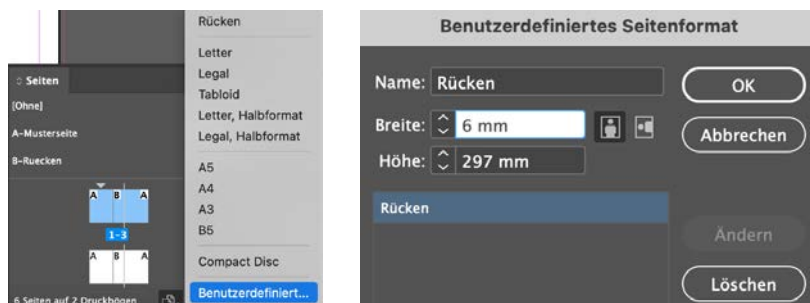 Rücken
Letter
Legal
Tabloid
Letter, Halbformat
Legal, Halbformat
A5
A4
A3
B5
Compact Disc
Benutzerdefiniert...
Seiten
[Ohne]
A-Musterseite
B-Ruecken
A B A
1-3
A B A
6 Seiten auf 2 Druckbögen
Benutzerdefiniertes Seitenformat
Name: Rücken
OK
Breite: 6 mm
Abbrechen
Höhe: 297 mm
Rücken
Ändern
Löschen